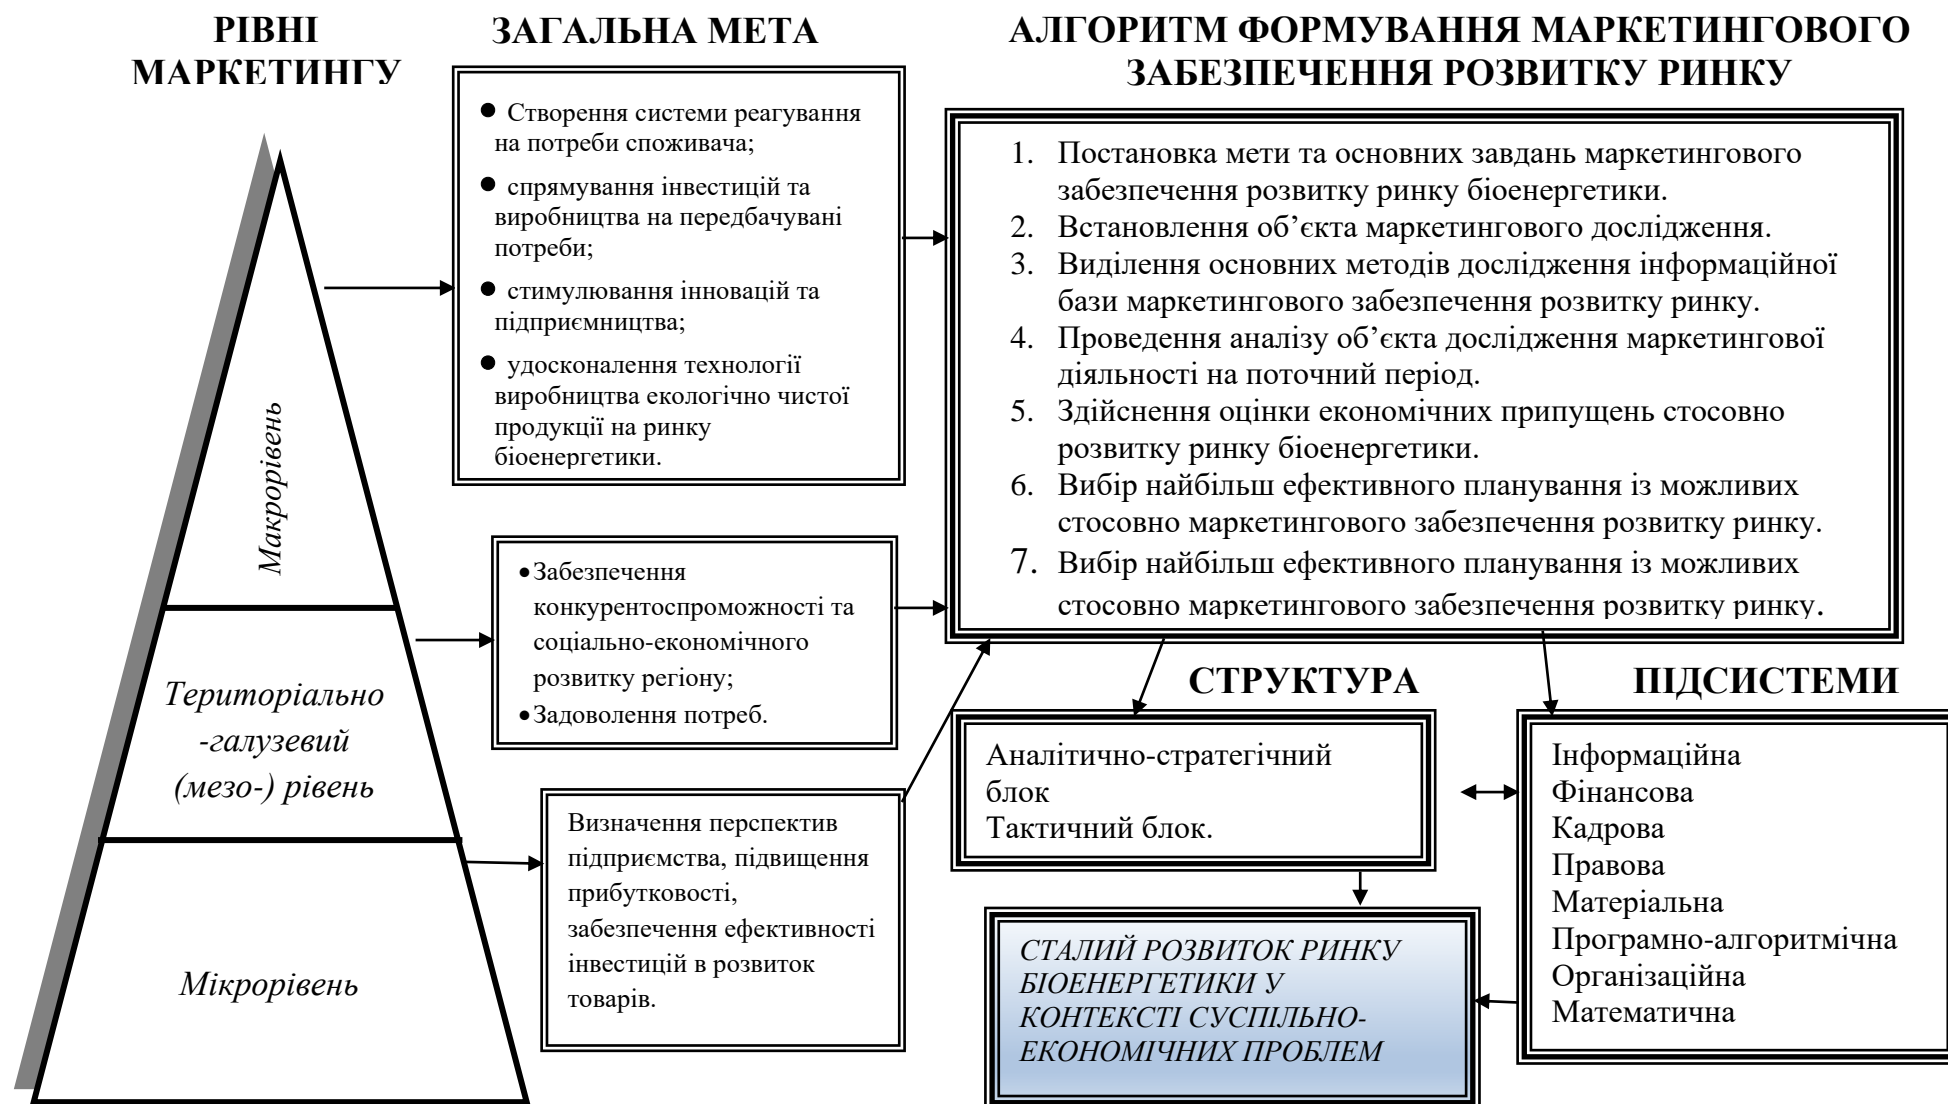 РІВНІ
МАРКЕТИНГУ
ЗАГАЛЬНА МЕТА
АЛГОРИТМ ФОРМУВАННЯ МАРКЕТИНГОВОГО
ЗАБЕЗПЕЧЕННЯ РОЗВИТКУ РИНКУ
Макрорівень
Територіально
-галузевий
(мезо-) рівень
Мікрорівень
● Створення системи реагування
на потреби споживача;
● спрямування інвестицій та
виробництва на передбачувані
потреби;
● стимулювання інновацій та
підприємництва;
● удосконалення технології
виробництва екологічно чистої
продукції на ринку
біоенергетики.
•Забезпечення
конкурентоспроможності та
соціально-економічного
розвитку регіону;
•Задоволення потреб.
Визначення перспектив
підприємства, підвищення
прибутковості,
забезпечення ефективності
інвестицій в розвиток
товарів.
1. Постановка мети та основних завдань маркетингового
забезпечення розвитку ринку біоенергетики.
2. Встановлення об’єкта маркетингового дослідження.
3. Виділення основних методів дослідження інформаційної
бази маркетингового забезпечення розвитку ринку.
4. Проведення аналізу об’єкта дослідження маркетингової
діяльності на поточний період.
5. Здійснення оцінки економічних припущень стосовно
розвитку ринку біоенергетики.
6. Вибір найбільш ефективного планування із можливих
стосовно маркетингового забезпечення розвитку ринку.
7. Вибір найбільш ефективного планування із можливих
стосовно маркетингового забезпечення розвитку ринку.
СТРУКТУРА
Аналітично-стратегічний
блок
Тактичний блок.
ПІДСИСТЕМИ
Інформаційна
Фінансова
Кадрова
Правова
Матеріальна
Програмно-алгоритмічна
Організаційна
Математична
СТАЛИЙ РОЗВИТОК РИНКУ
БІОЕНЕРГЕТИКИ У
КОНТЕКСТІ СУСПІЛЬНО-
ЕКОНОМІЧНИХ ПРОБЛЕМ